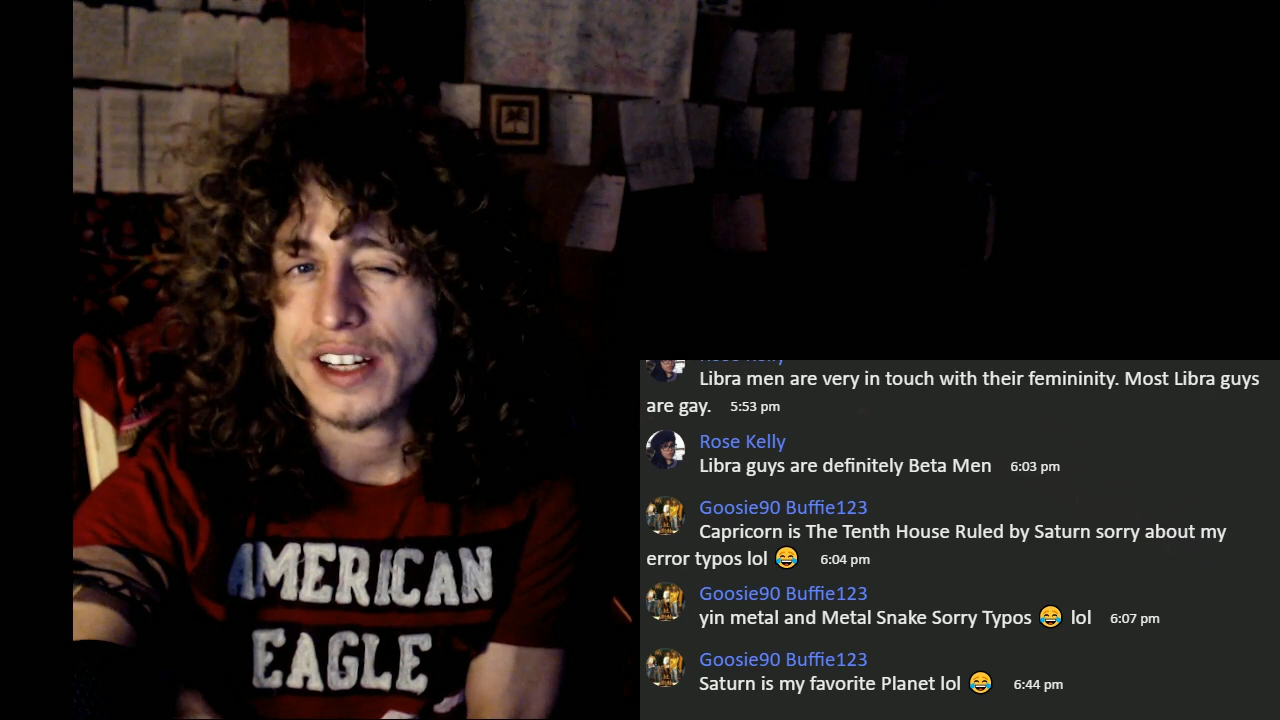 AMERICAN
EAGLE
Libra men are very in touch with their femininity. Most Libra guys
are gay. 5:53 pm
Rose Kelly
Libra guys are definitely Beta Men 6:03 pm
Goosie90 Buffie123
Capricorn is The Tenth House Ruled by Saturn sorry about my
error typos lol 😂 6:04 pm
Goosie90 Buffie123
yin metal and Metal Snake Sorry Typos 😂 lol 6:07 pm
Goosie90 Buffie123
Saturn is my favorite Planet lol 😂 6:44 pm